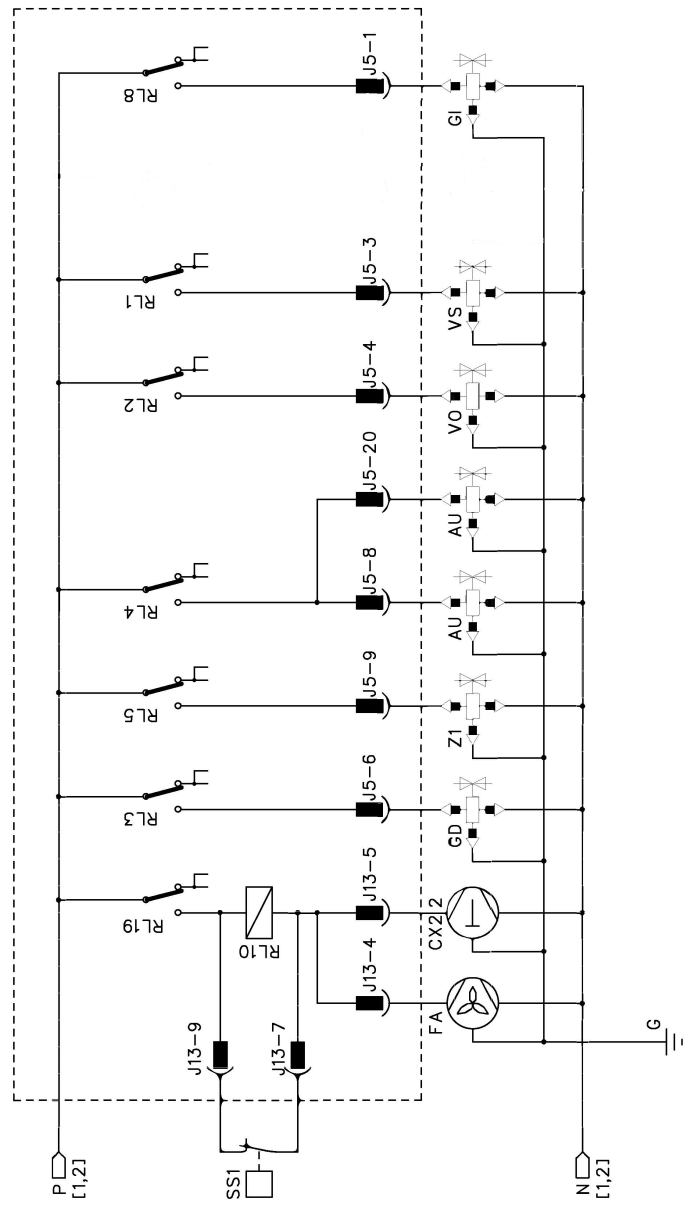 RL8
J5-1
GI
RL1
J5-3
VS
RL2
J5-4
VO
J5-20
AU
RL4
J5-8
AU
RL5
J5-9
Z1
RL3
J5-6
GD
RL19
RL10
J13-5
CX2,2
J13-4
FA
J13-9
J13-7
G
SS1
P
[1,2]
N
[1,2]